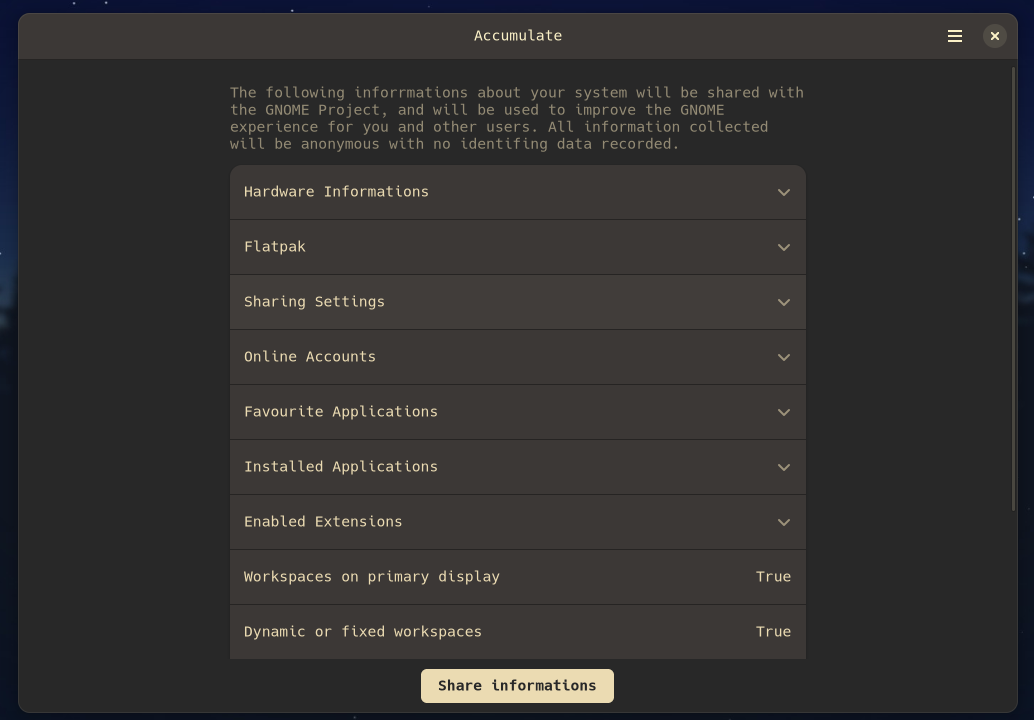 Accumulate
The following inforrmations about your system will be shared with
the GNOME Project, and will be used to improve the GNOME
experience for you and other users. All information collected
will be anonymous with no identifing data recorded.
Hardware Informations
Flatpak
Sharing Settings
Online Accounts
Favourite Applications
Installed Applications
Enabled Extensions
Workspaces on primary display True
Dynamic or fixed workspaces True
Share informations